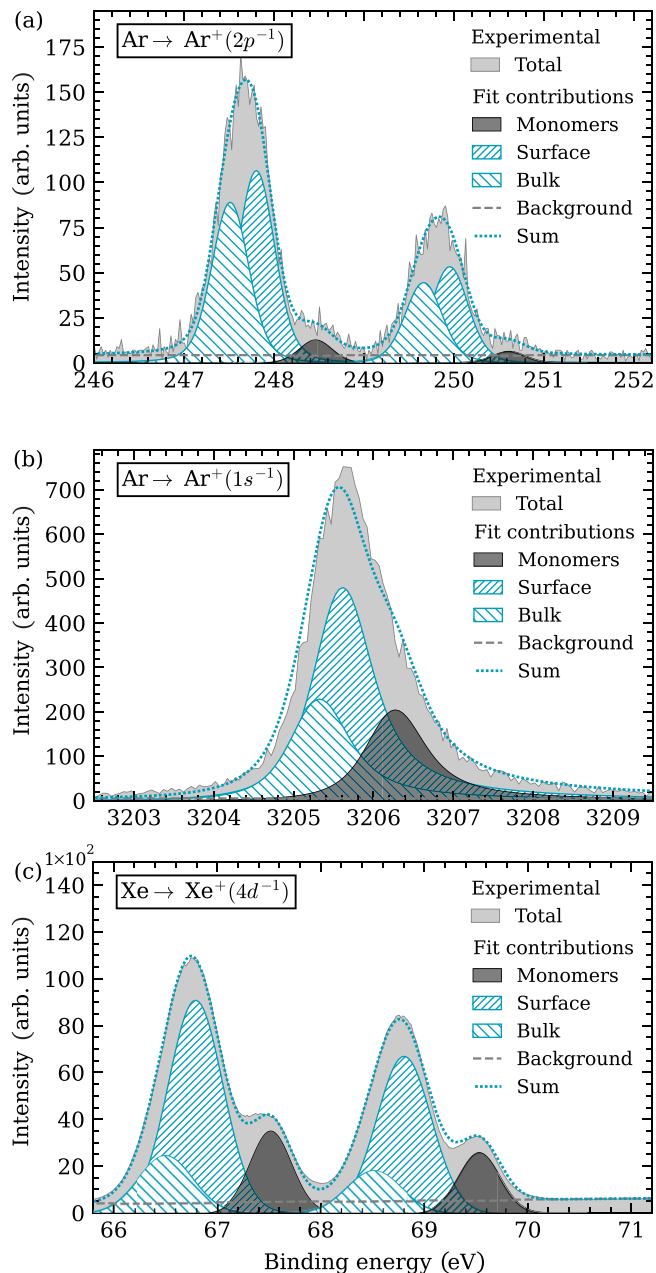 (a)
Ar → Ar⁺(2p⁻¹)
Experimental
Total
Fit contributions
Monomers
Surface
Bulk
Background
Sum
Intensity (arb. units)
175
150
125
100
75
50
25
0
246 247 248 249 250 251 252
(b)
Ar → Ar⁺(1s⁻¹)
Experimental
Total
Fit contributions
Monomers
Surface
Bulk
Background
Sum
Intensity (arb. units)
700
600
500
400
300
200
100
0
3203 3204 3205 3206 3207 3208 3209
(c)
1×10²
Xe → Xe⁺(4d⁻¹)
Experimental
Total
Fit contributions
Monomers
Surface
Bulk
Background
Sum
Intensity (arb. units)
140
120
100
80
60
40
20
0
66 67 68 69 70 71
Binding energy (eV)